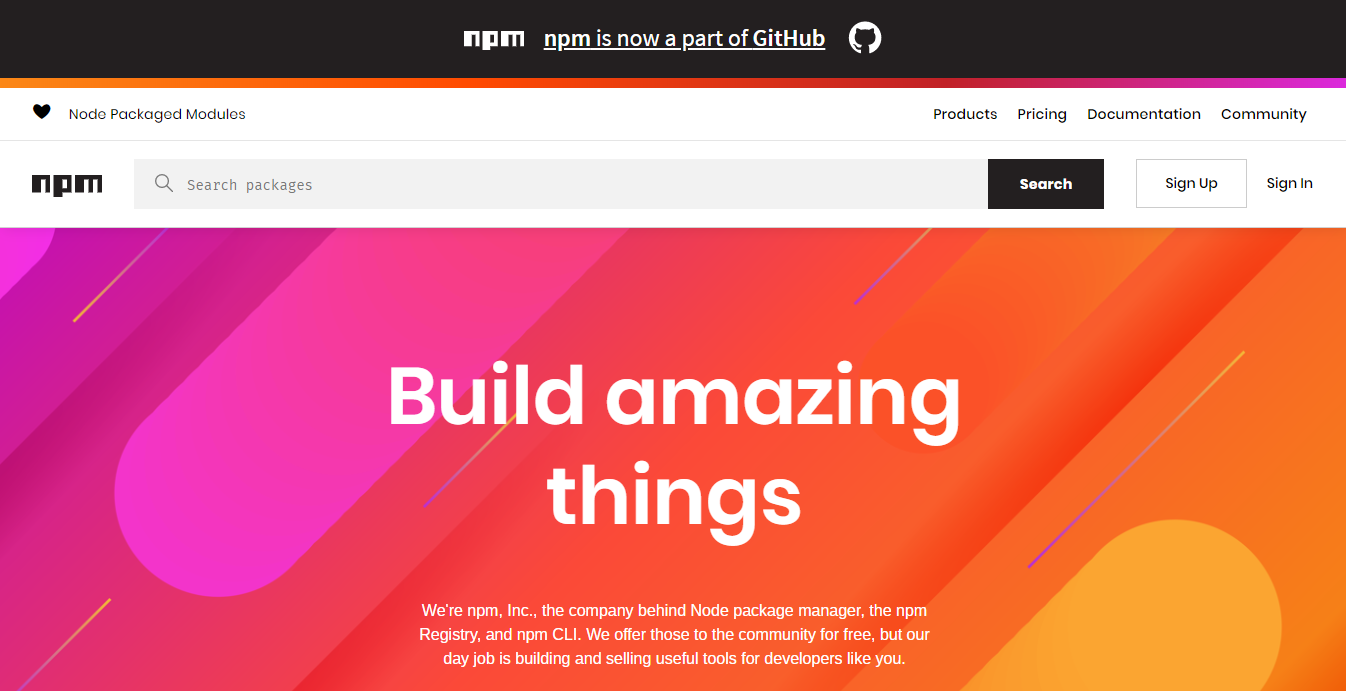 npm npm is now a part of GitHub
Node Packaged Modules Products Pricing Documentation Community
npm Search packages Search Sign Up Sign In
Build amazing
things
We're npm, Inc., the company behind Node package manager, the npm
Registry, and npm CLI. We offer those to the community for free, but our
day job is building and selling useful tools for developers like you.